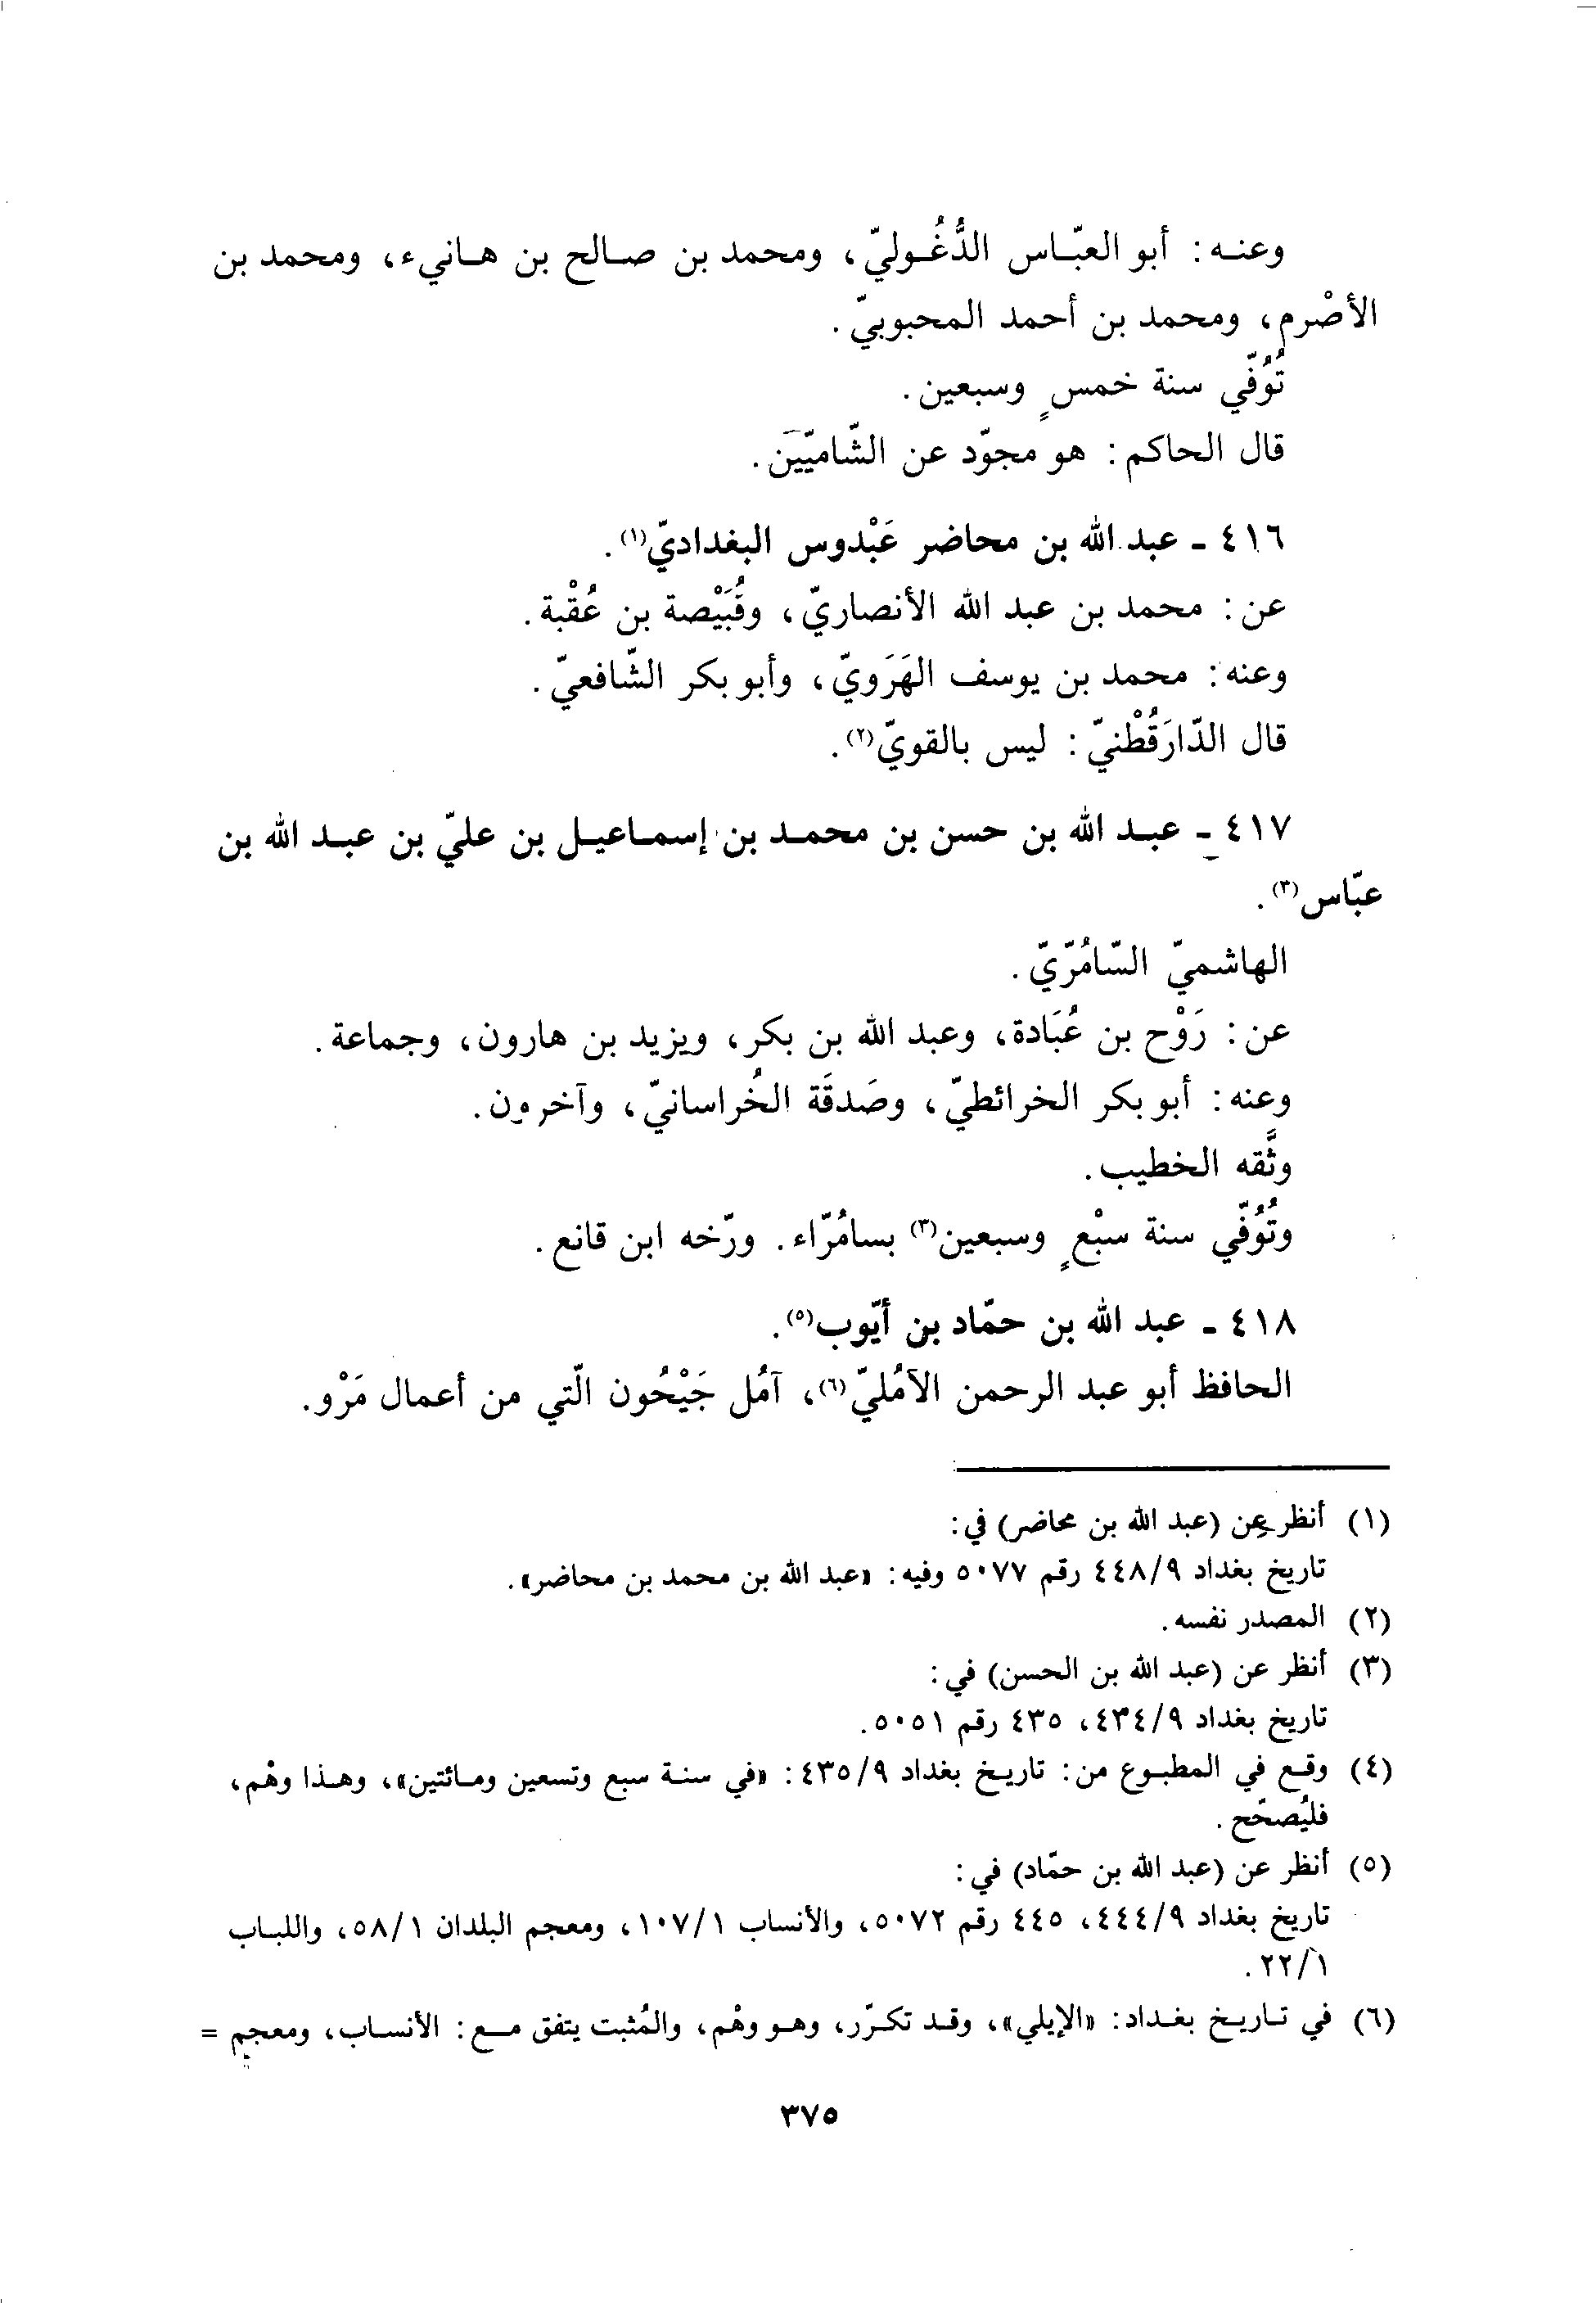 وعنه: أبو العبّاس الدُّغُوليّ، ومحمد بن صالح بن هانيء، ومحمد بن
الأصْرم، ومحمد بن أحمد المحبوبيّ.
تُوُفّي سنة خمسٍ وسبعين.
قال الحاكم: هو مجوّد عن الشّاميّين.
٤١٦ - عبد الله بن محاضر عَبْدوس البغداديّ(١).
عن: محمد بن عبد الله الأنصاريّ، وقُبَيْصة بن عُقْبة.
وعنه: محمد بن يوسف الهَرَويّ، وأبو بكر الشّافعيّ.
قال الدّارَقُطْنيّ: ليس بالقويّ(٢).
٤١٧ - عبد الله بن حسن بن محمد بن إسماعيل بن عليّ بن عبد الله بن
عبّاس(٣).
الهاشميّ السّامُرّيّ.
عن: رَوْح بن عُبَادة، وعبد الله بن بكر، ويزيد بن هارون، وجماعة.
وعنه: أبو بكر الخرائطيّ، وصَدقَة الخُراسانيّ، وآخرون.
وثَّقه الخطيب.
وتُوُفّي سنة سبْعٍ وسبعين(٣) بسامُرّاء. ورّخه ابن قانع.
٤١٨ - عبد الله بن حمّاد بن أيّوب(٥).
الحافظ أبو عبد الرحمن الآمُليّ(٦)، آمُل جَيْحُون الّتي من أعمال مَرْو.
(١) أنظر عن (عبد الله بن محاضر) في:
تاريخ بغداد ٤٤٨/٩ رقم ٥٠٧٧ وفيه: «عبد الله بن محمد بن محاضر».
(٢) المصدر نفسه.
(٣) أنظر عن (عبد الله بن الحسن) في:
تاريخ بغداد ٤٣٤/٩، ٤٣٥ رقم ٥٠٥١.
(٤) وقع في المطبوع من: تاريخ بغداد ٤٣٥/٩: «في سنة سبع وتسعين ومائتين»، وهذا وهْم،
فليُصحّح.
(٥) أنظر عن (عبد الله بن حمّاد) في:
تاريخ بغداد ٤٤٤/٩، ٤٤٥ رقم ٥٠٧٢، والأنساب ١٠٧/١، ومعجم البلدان ٥٨/١، واللباب
٢٢/١.
(٦) في تاريخ بغداد: «الإيلي»، وقد تكرّر، وهو وهْم، والمُثبت يتفق مع: الأنساب، ومعجم =
٣٧٥